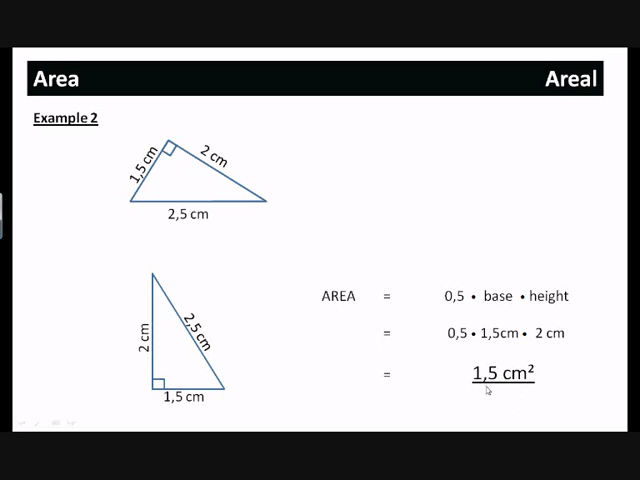 Area Areal
Example 2
1,5 cm
2 cm
2,5 cm
2 cm
2,5 cm
1,5 cm
AREA = 0,5 • base • height
= 0,5 • 1,5cm • 2 cm
= 1,5 cm²